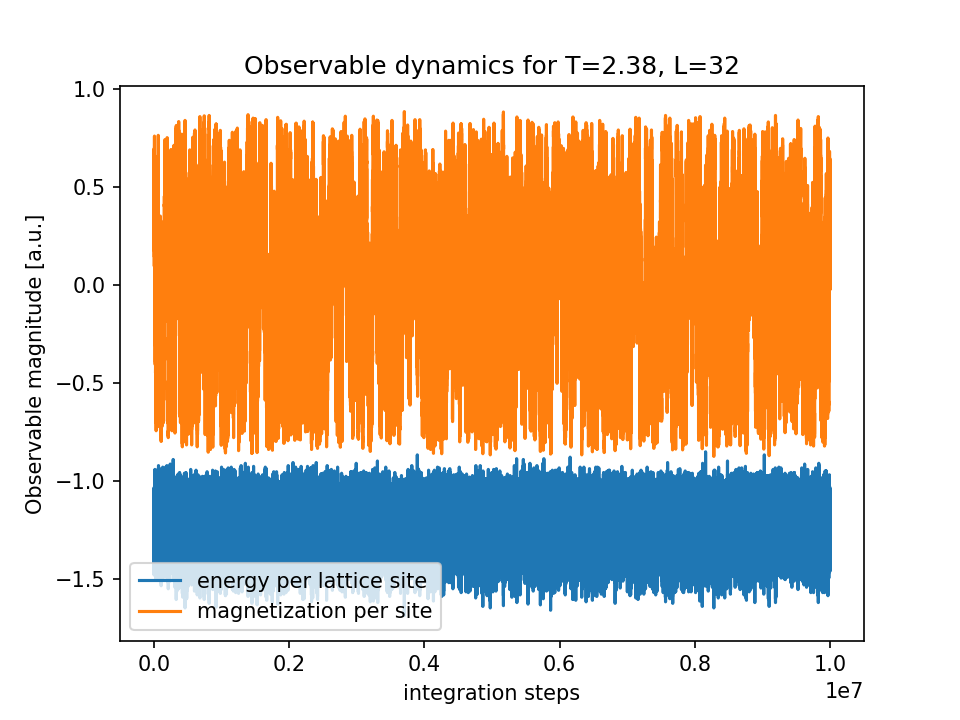 Observable dynamics for T=2.38, L=32
Observable magnitude [a.u.]
1.0
0.5
0.0
−0.5
−1.0
−1.5
energy per lattice site
magnetization per site
0.0 0.2 0.4 0.6 0.8 1.0
1e7
integration steps